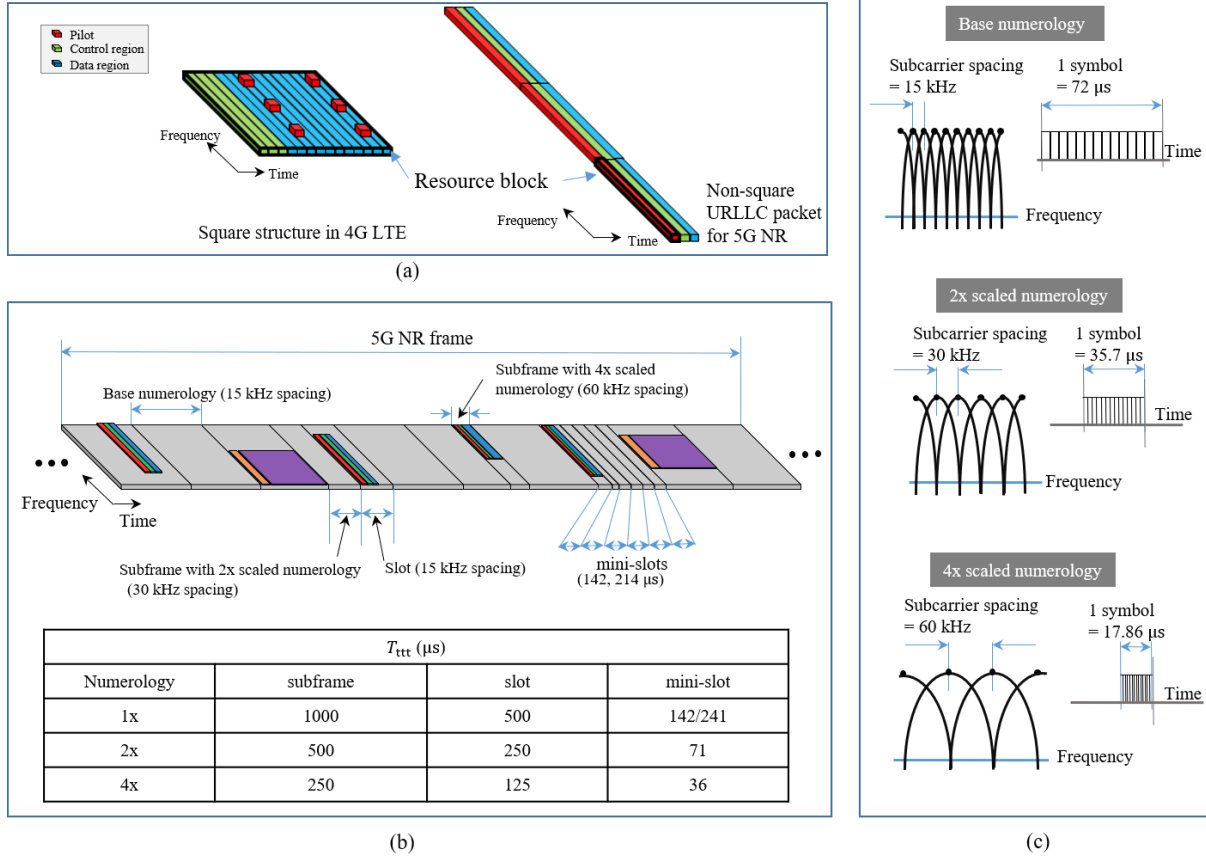 Pilot
Control region
Data region
Frequency
Time
Square structure in 4G LTE
Resource block
Frequency
Time
Non-square
URLLC packet
for 5G NR
(a)
5G NR frame
Base numerology (15 kHz spacing)
Subframe with 4x scaled
numerology (60 kHz spacing)
•••
•••
Frequency
Time
Subframe with 2x scaled numerology
(30 kHz spacing)
Slot (15 kHz spacing)
mini-slots
(142, 214 μs)
T_ttt (μs)
Numerology subframe slot mini-slot
1x 1000 500 142/241
2x 500 250 71
4x 250 125 36
(b)
Base numerology
Subcarrier spacing
= 15 kHz
1 symbol
= 72 μs
Time
Frequency
2x scaled numerology
Subcarrier spacing
= 30 kHz
1 symbol
= 35.7 μs
Time
Frequency
4x scaled numerology
Subcarrier spacing
= 60 kHz
1 symbol
= 17.86 μs
Time
Frequency
(c)